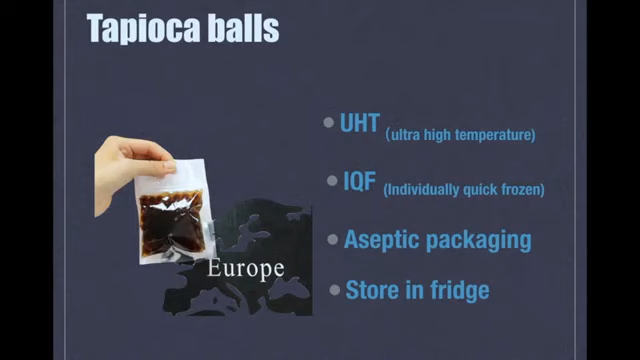 Tapioca balls
UHT (ultra high temperature)
IQF (Individually quick frozen)
Aseptic packaging
Store in fridge
Europe